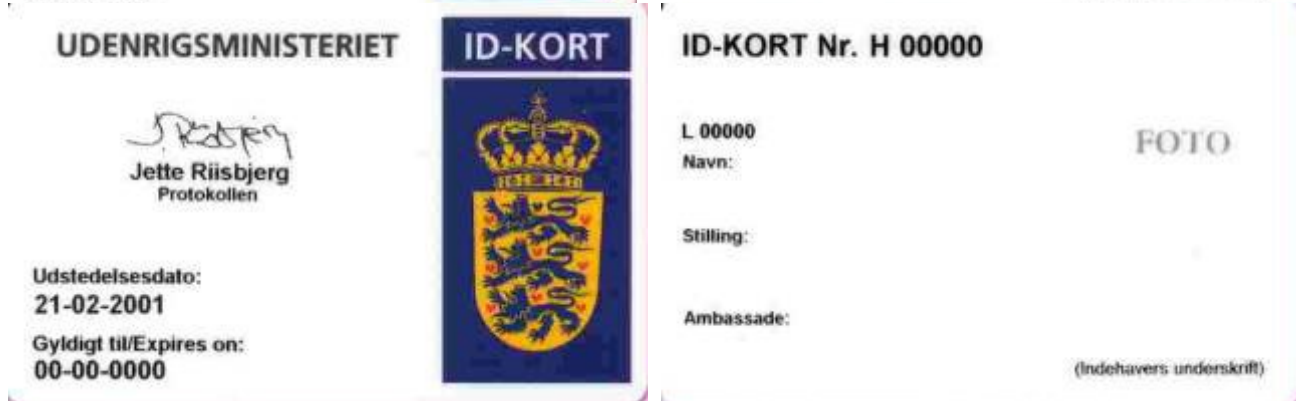 UDENRIGSMINISTERIET
ID-KORT
Jette Riisbjerg
Protokollen
Udstedelsesdato:
21-02-2001
Gyldigt til/Expires on:
00-00-0000
ID-KORT Nr. H 00000
L 00000
FOTO
Navn:
Stilling:
Ambassade:
(Indehavers underskrift)